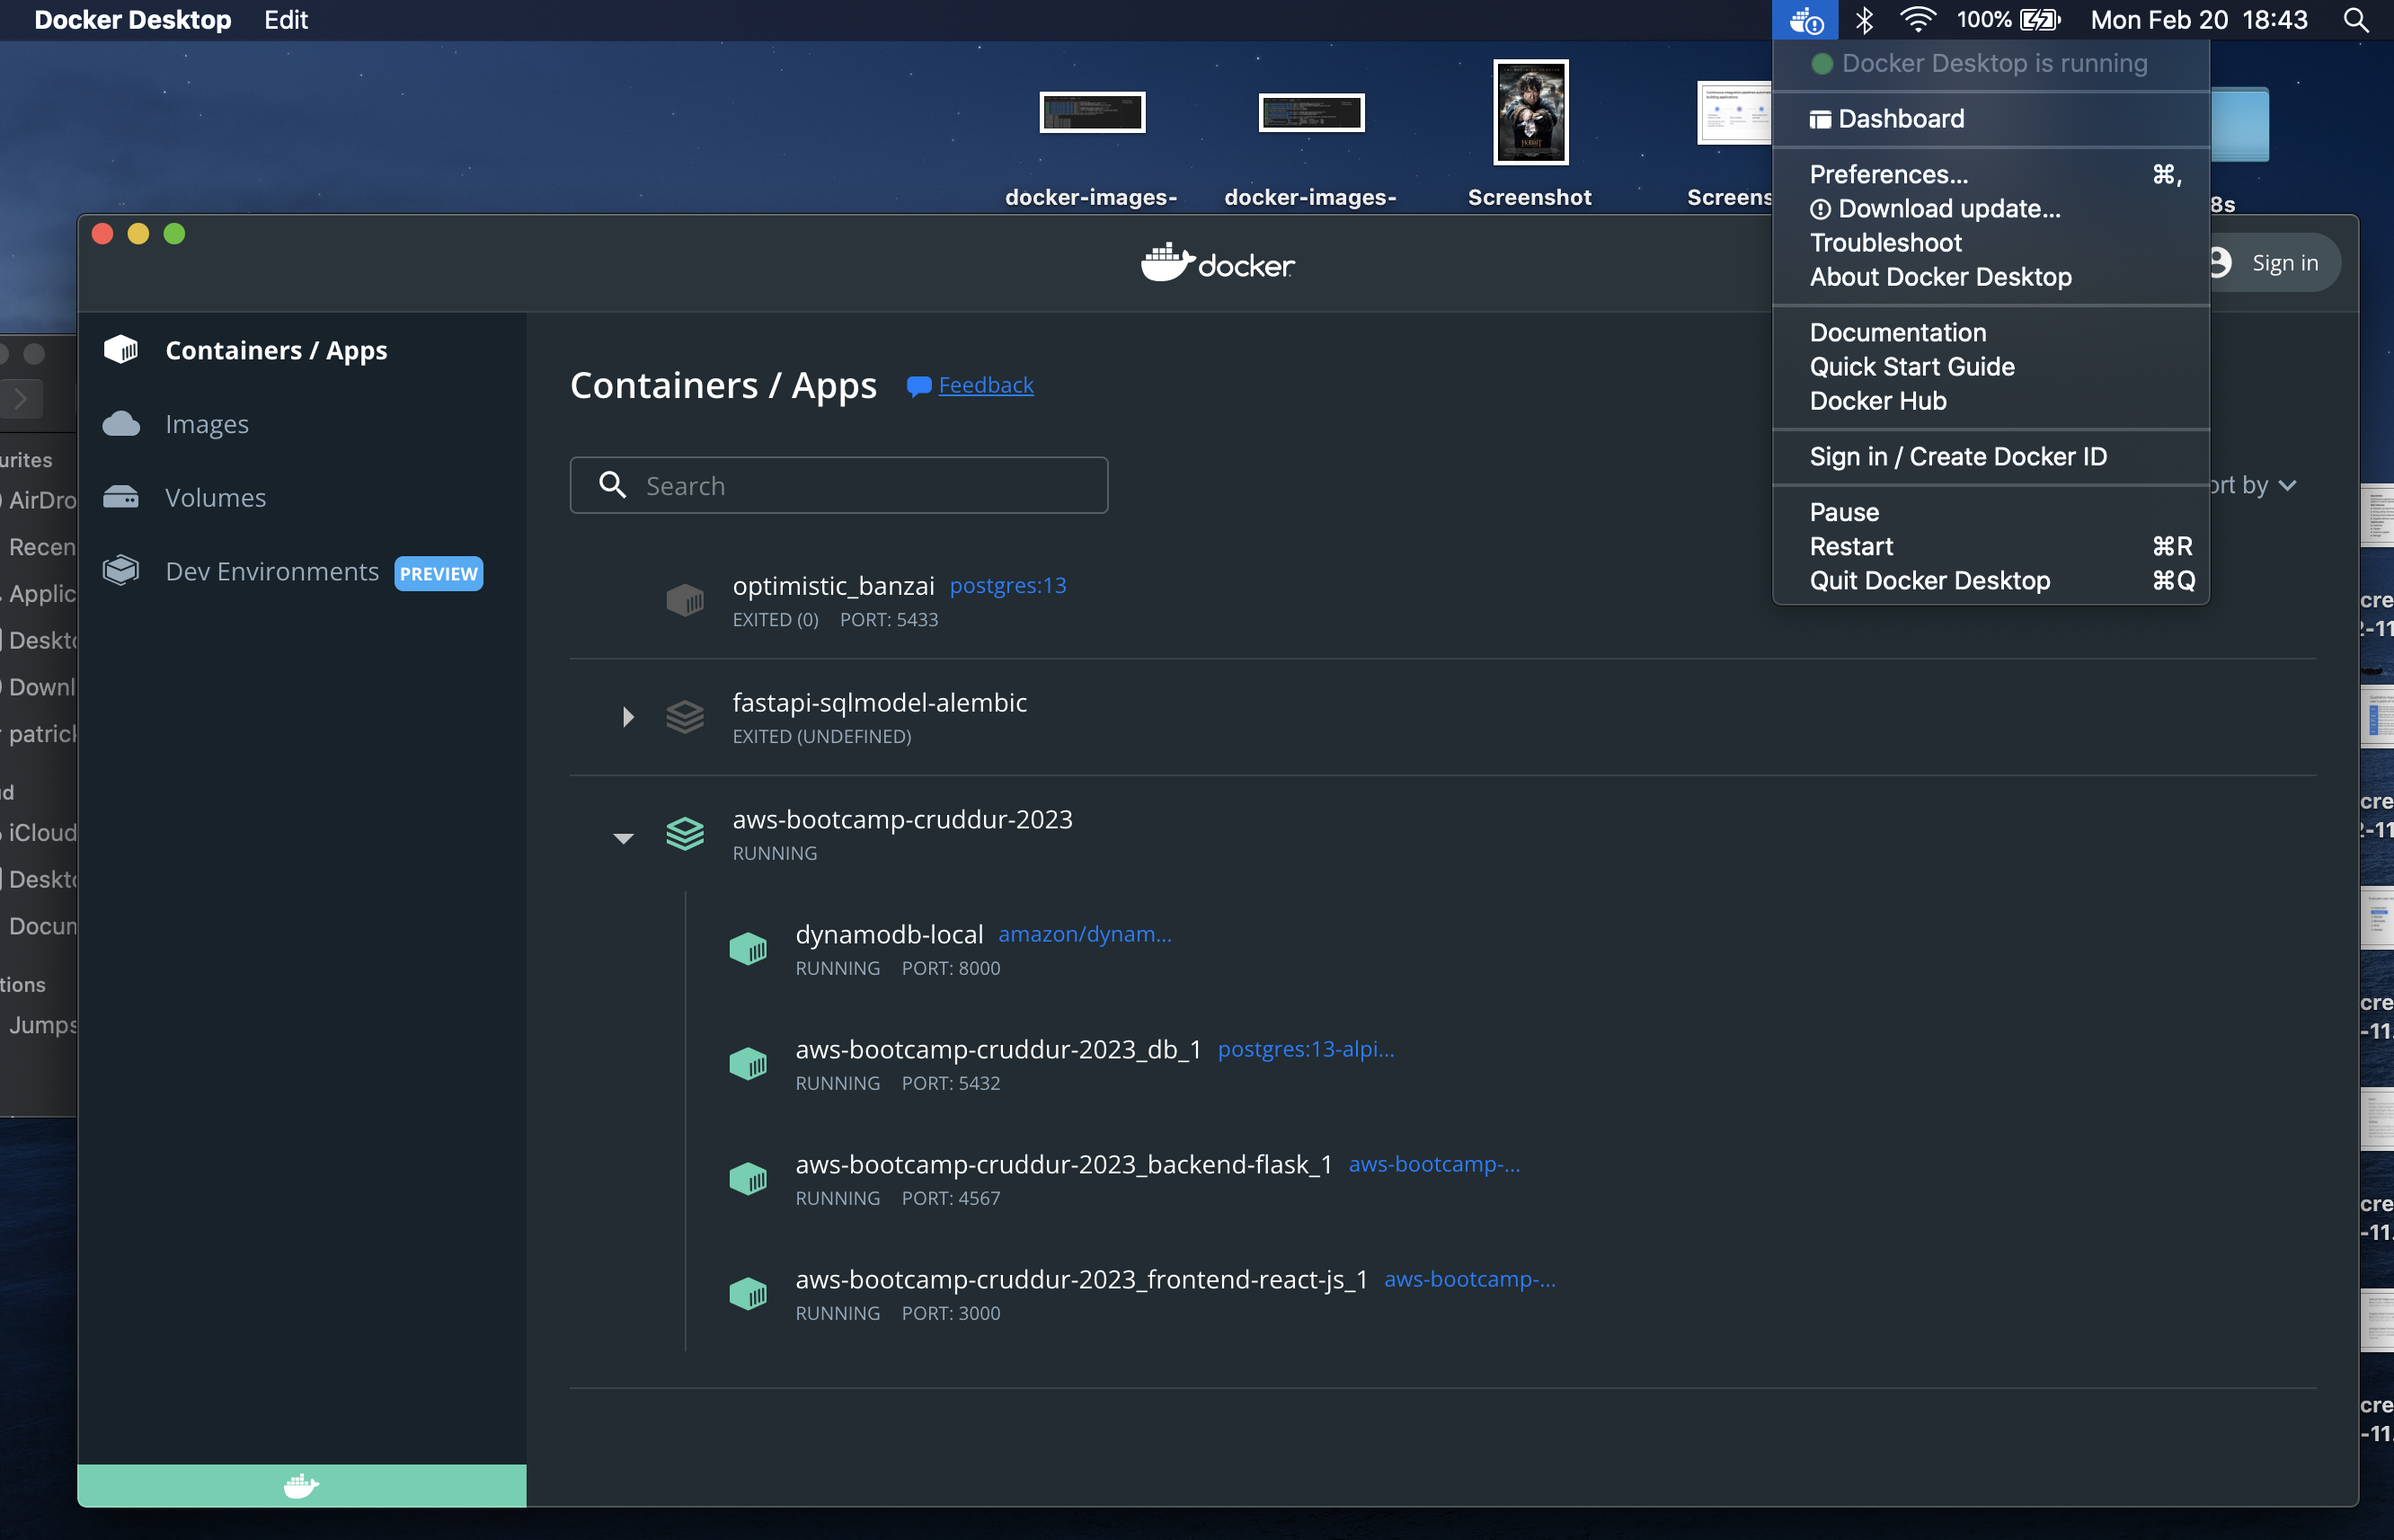 Docker Desktop Edit 100% Mon Feb 20 18:43
Docker Desktop is running
Dashboard
Preferences... ⌘,
Download update...
Troubleshoot
About Docker Desktop
Documentation
Quick Start Guide
Docker Hub
Sign in / Create Docker ID
Pause
Restart ⌘R
Quit Docker Desktop ⌘Q
docker-images- docker-images- Screenshot Screens
8s
docker
Sign in
Containers / Apps
Images
Volumes
Dev Environments PREVIEW
Containers / Apps Feedback
Search
ort by
optimistic_banzai postgres:13
EXITED (0) PORT: 5433
fastapi-sqlmodel-alembic
EXITED (UNDEFINED)
aws-bootcamp-cruddur-2023
RUNNING
dynamodb-local amazon/dynam...
RUNNING PORT: 8000
aws-bootcamp-cruddur-2023_db_1 postgres:13-alpi...
RUNNING PORT: 5432
aws-bootcamp-cruddur-2023_backend-flask_1 aws-bootcamp-...
RUNNING PORT: 4567
aws-bootcamp-cruddur-2023_frontend-react-js_1 aws-bootcamp-...
RUNNING PORT: 3000
urites
AirDro
Recen
Applic
Deskto
Downl
patrick
ud
iCloud
Deskto
Docum
tions
Jumps
cre
2-11
cre
2-11
cre
-11.
cre
-11.
cre
-11.